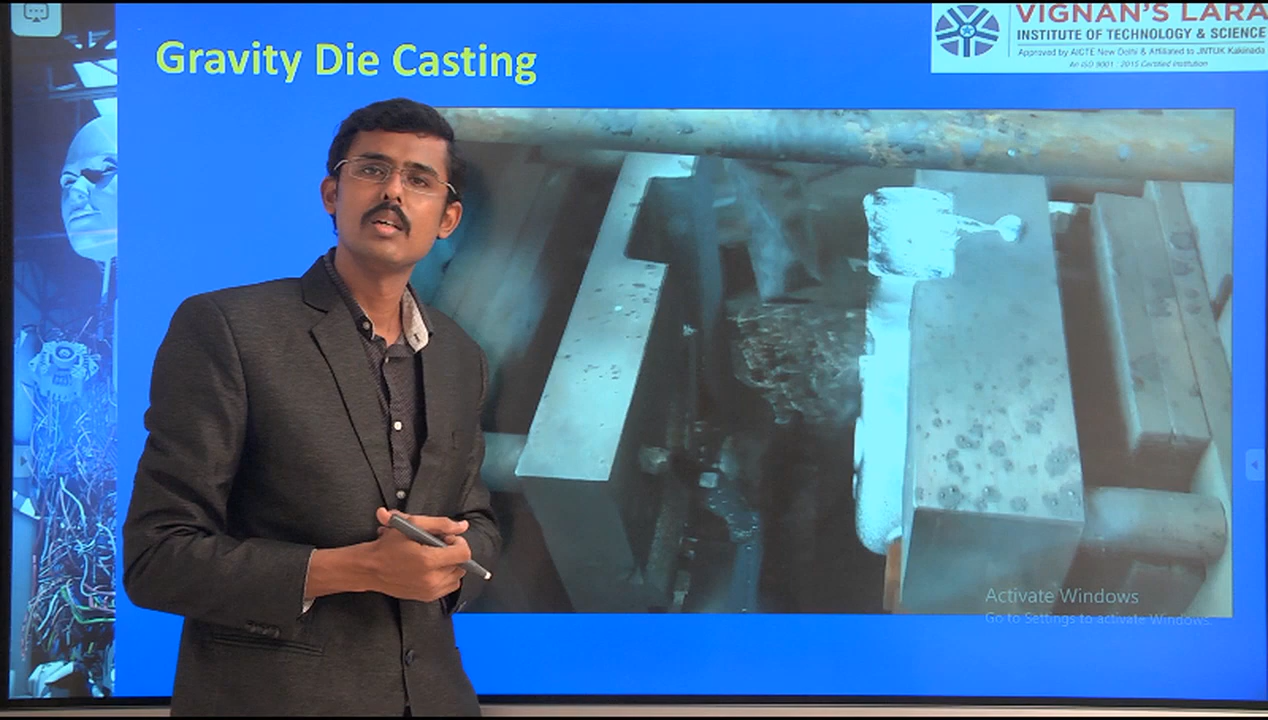 Gravity Die Casting
VIGNAN'S LARA
INSTITUTE OF TECHNOLOGY & SCIENCE
Approved by AICTE New Delhi & Affiliated to JNTUK Kakinada
An ISO 9001 : 2015 Certified Institution
Activate Windows
Go to Settings to activate Windows.